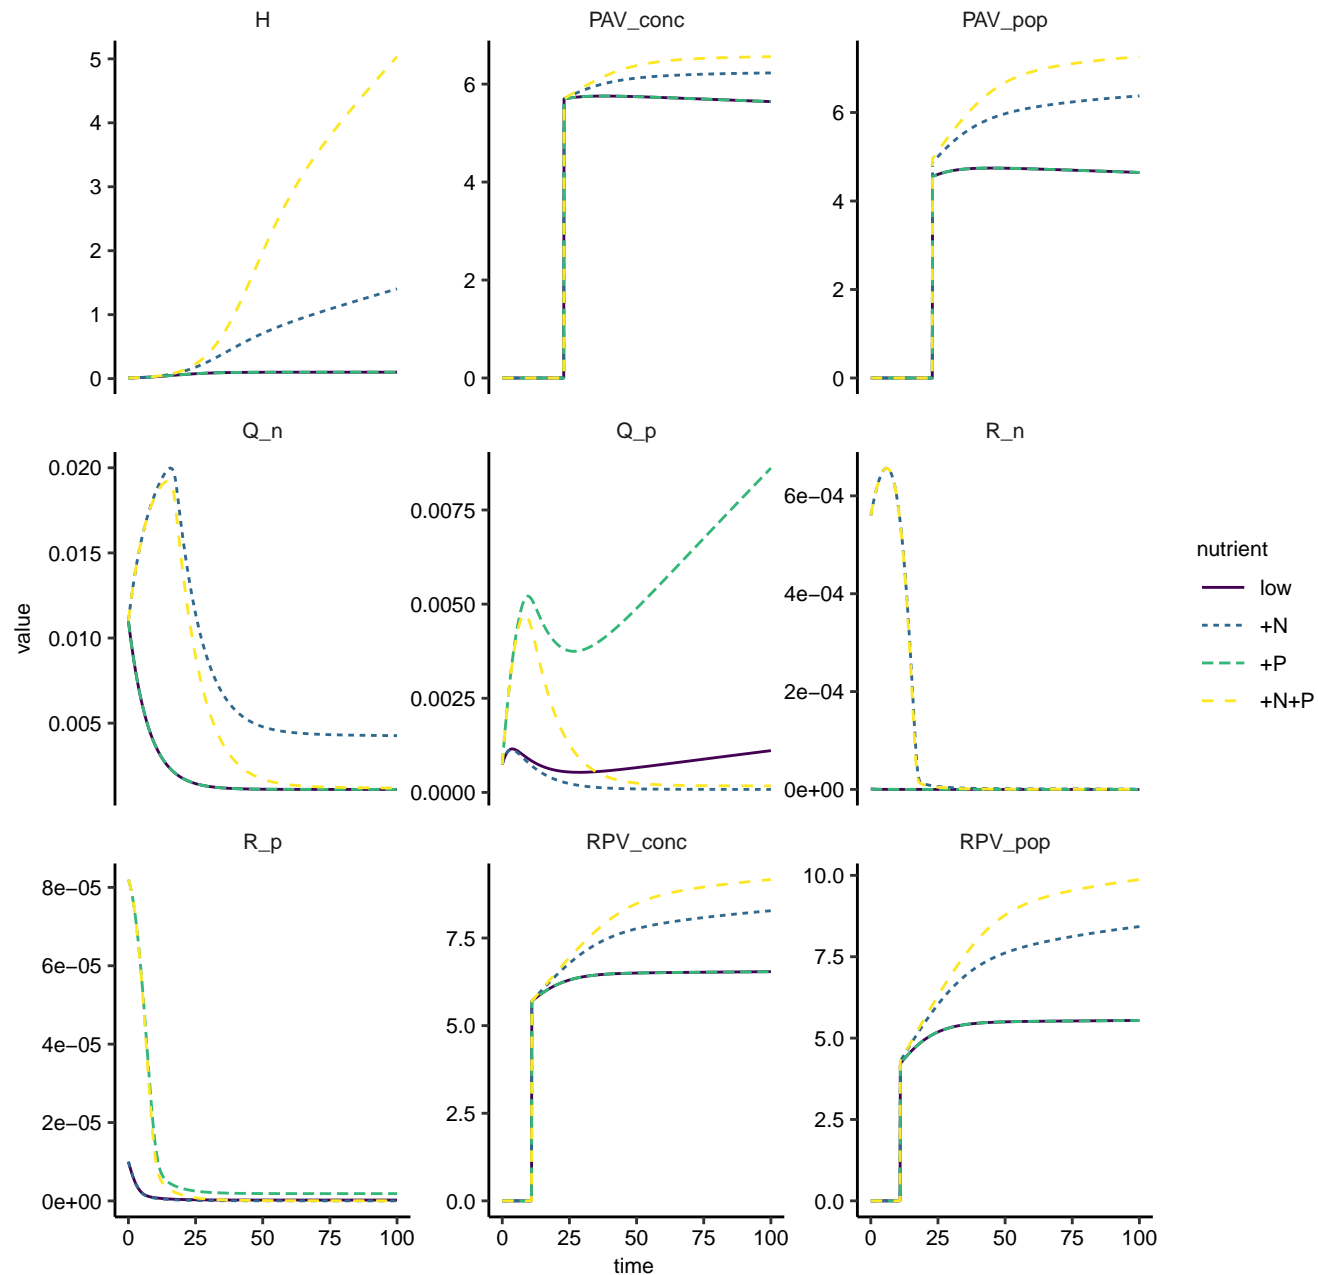 H
PAV_conc
PAV_pop
5
4
3
2
1
0
6
4
2
0
6
4
2
0
Q_n
Q_p
R_n
0.020
0.015
0.010
0.005
0.0075
0.0050
0.0025
0.0000
6e−04
4e−04
2e−04
0e+00
value
nutrient
low
+N
+P
+N+P
R_p
RPV_conc
RPV_pop
8e−05
6e−05
4e−05
2e−05
0e+00
7.5
5.0
2.5
0.0
10.0
7.5
5.0
2.5
0.0
0 25 50 75 100
0 25 50 75 100
0 25 50 75 100
time